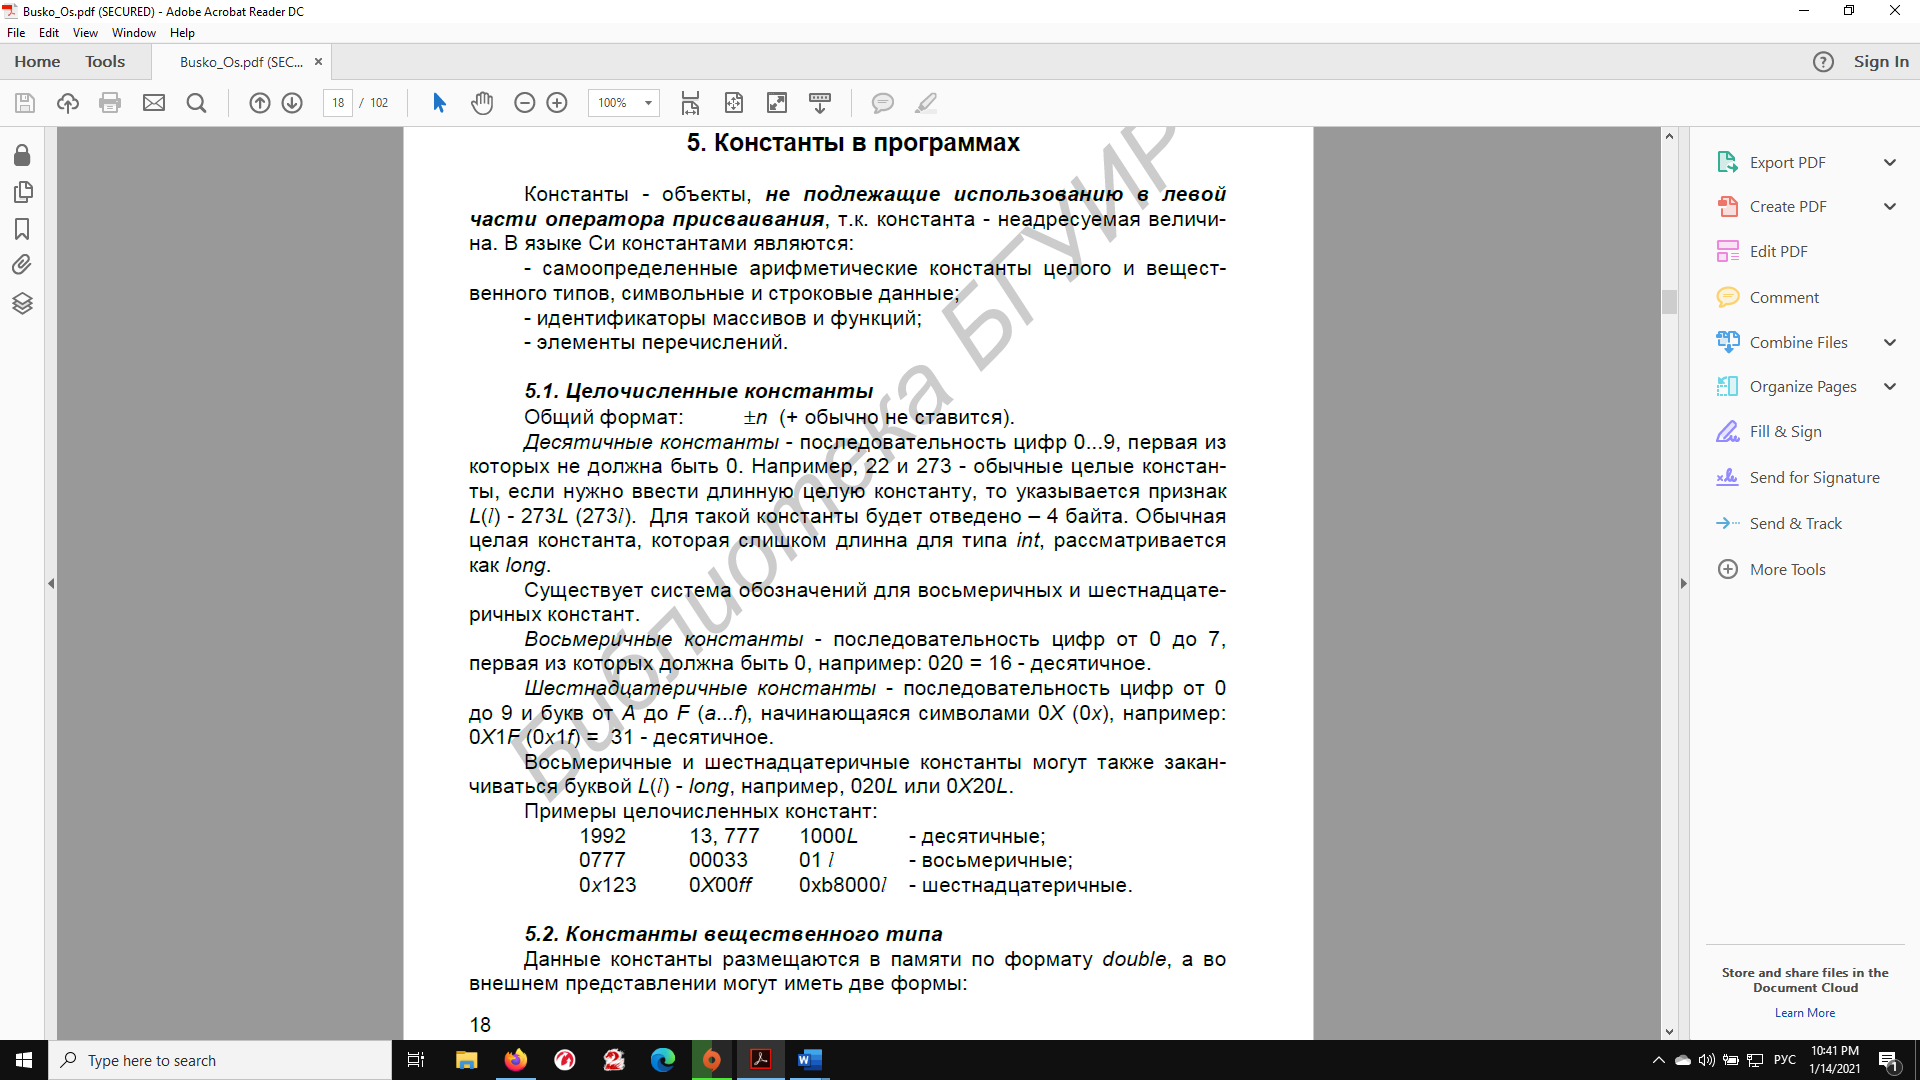 Busko_Os.pdf (SECURED) - Adobe Acrobat Reader DC
File Edit View Window Help
Home Tools Busko_Os.pdf (SEC... × Sign In
18 / 102 100%
5. Константы в программах
Константы - объекты, не подлежащие использованию в левой
части оператора присваивания, т.к. константа - неадресуемая величи-
на. В языке Си константами являются:
- самоопределенные арифметические константы целого и вещест-
венного типов, символьные и строковые данные;
- идентификаторы массивов и функций;
- элементы перечислений.
5.1. Целочисленные константы
Общий формат: ±n (+ обычно не ставится).
Десятичные константы - последовательность цифр 0...9, первая из
которых не должна быть 0. Например, 22 и 273 - обычные целые констан-
ты, если нужно ввести длинную целую константу, то указывается признак
L(l) - 273L (273l). Для такой константы будет отведено – 4 байта. Обычная
целая константа, которая слишком длинна для типа int, рассматривается
как long.
Существует система обозначений для восьмеричных и шестнадцате-
ричных констант.
Восьмеричные константы - последовательность цифр от 0 до 7,
первая из которых должна быть 0, например: 020 = 16 - десятичное.
Шестнадцатеричные константы - последовательность цифр от 0
до 9 и букв от A до F (a...f), начинающаяся символами 0X (0x), например:
0X1F (0x1f) = 31 - десятичное.
Восьмеричные и шестнадцатеричные константы могут также закан-
чиваться буквой L(l) - long, например, 020L или 0X20L.
Примеры целочисленных констант:
1992 13, 777 1000L - десятичные;
0777 00033 01 l - восьмеричные;
0x123 0X00ff 0xb8000l - шестнадцатеричные.
5.2. Константы вещественного типа
Данные константы размещаются в памяти по формату double, а во
внешнем представлении могут иметь две формы:
18
Библиотека БГУИР
Export PDF
Create PDF
Edit PDF
Comment
Combine Files
Organize Pages
Fill & Sign
Send for Signature
Send & Track
More Tools
Store and share files in the
Document Cloud
Learn More
Type here to search
РУС
10:41 PM
1/14/2021
1